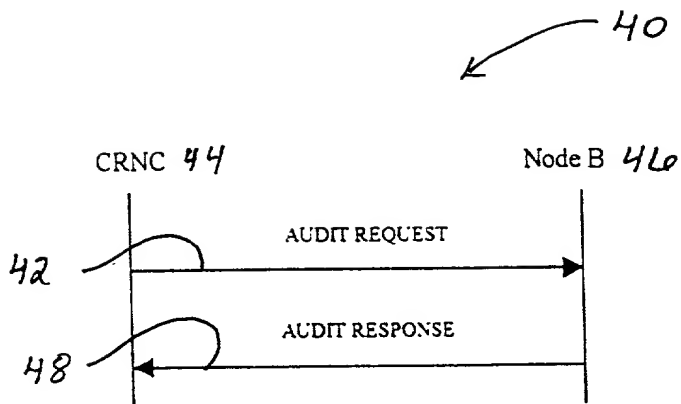 40
CRNC 44 Node B 46
AUDIT REQUEST
42
AUDIT RESPONSE
48